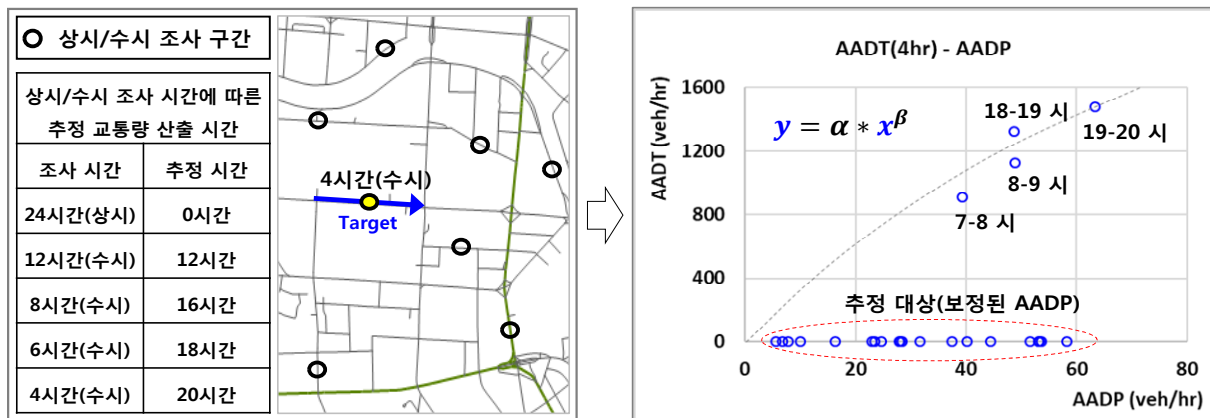 상시/수시 조사 구간
상시/수시 조사 시간에 따른
추정 교통량 산출 시간
조사 시간 추정 시간
24시간(상시) 0시간
12시간(수시) 12시간
8시간(수시) 16시간
6시간(수시) 18시간
4시간(수시) 20시간
4시간(수시)
Target
AADT(4hr) - AADP
AADT (veh/hr)
1600
1200
800
400
0
y = α * x^β
18-19 시
19-20 시
8-9 시
7-8 시
추정 대상(보정된 AADP)
0 20 40 60 80
AADP (veh/hr)